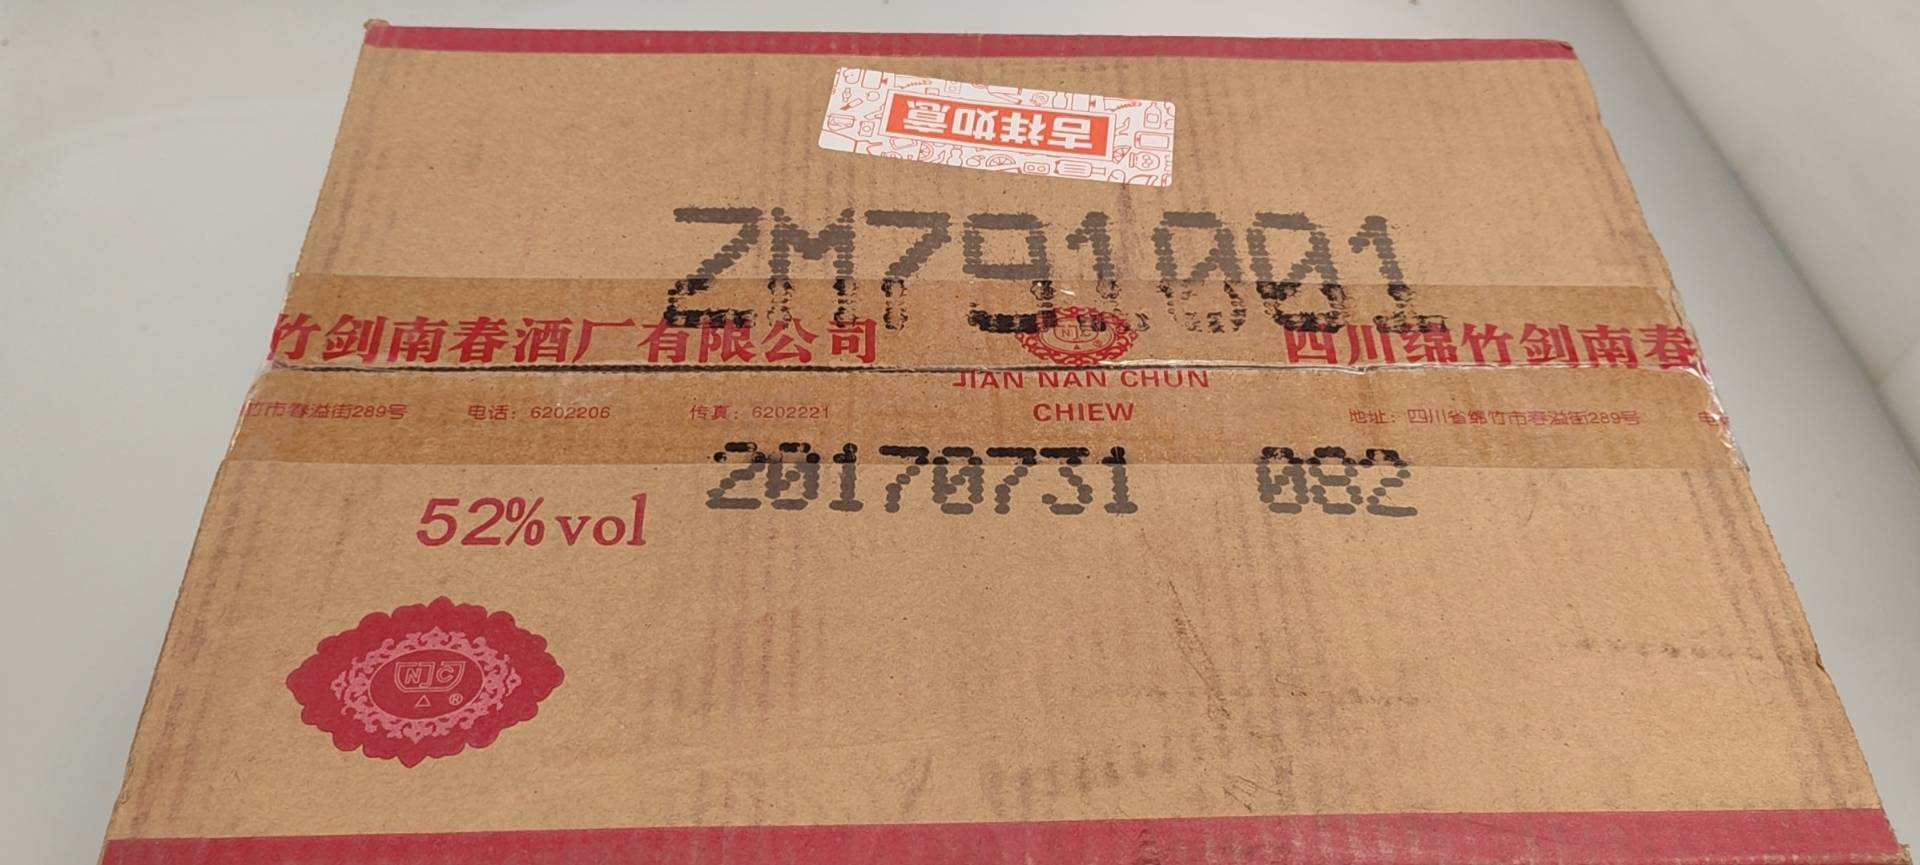 吉祥如意
ZM791001
竹剑南春酒厂有限公司 NJC ® 四川绵竹剑南春
JIAN NAN CHUN
CHIEW
竹市春溢街289号 电话：6202206 传真：6202221 地址：四川省绵竹市春溢街289号 电
20170731 082
52%vol
NJC
®